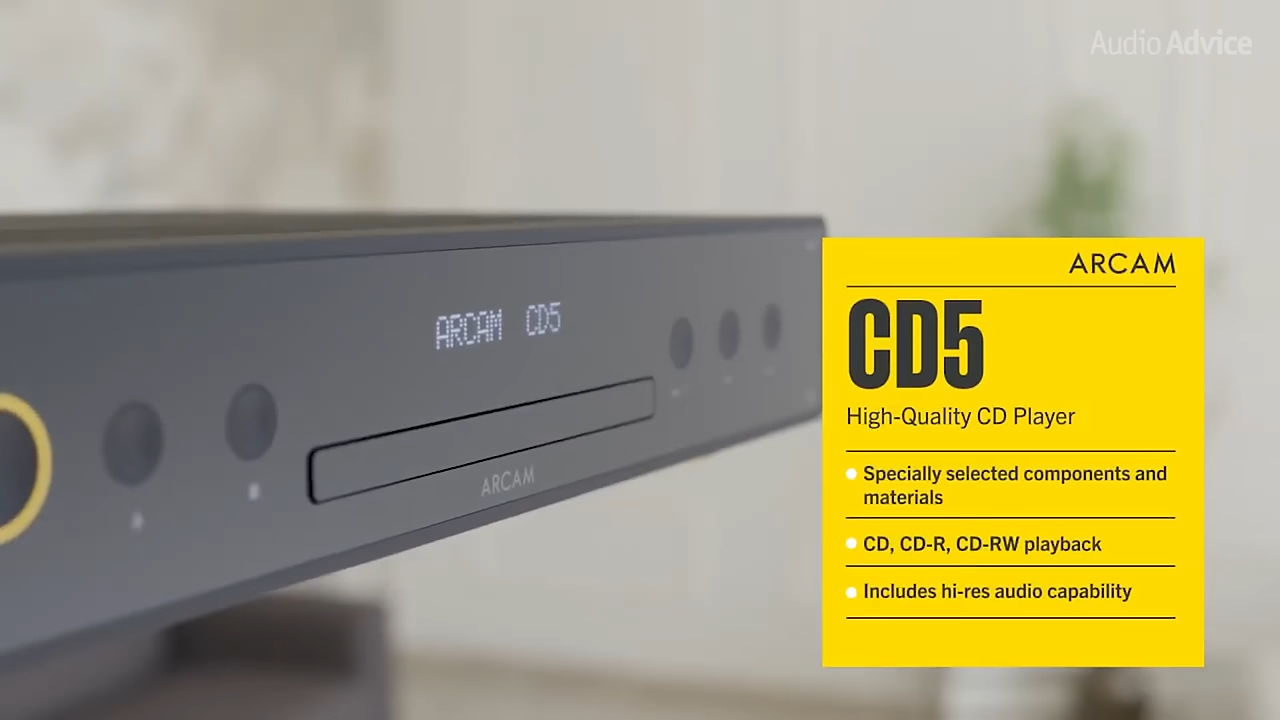 Audio Advice
ARCAM CD5
ARCAM
ARCAM
CD5
High-Quality CD Player
Specially selected components and
materials
CD, CD-R, CD-RW playback
Includes hi-res audio capability